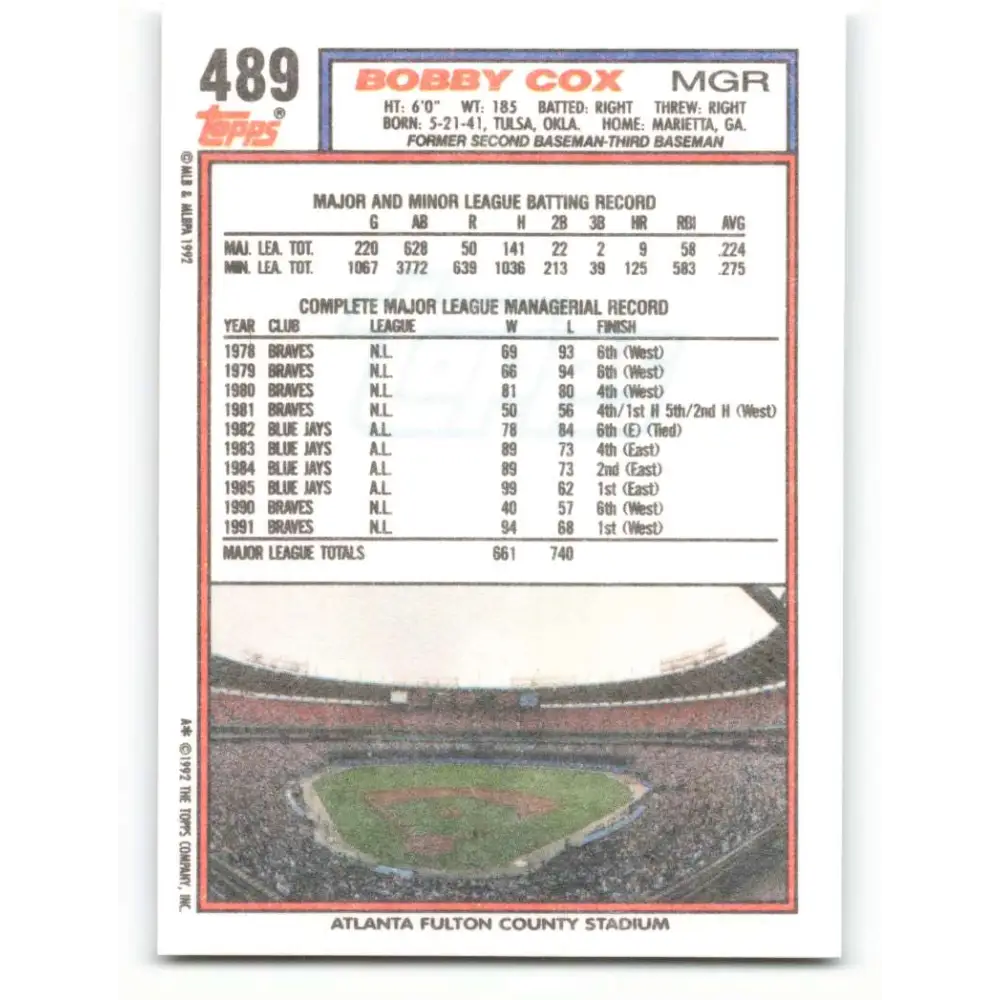 489
Topps®
BOBBY COX MGR
HT: 6'0" WT: 185 BATTED: RIGHT THREW: RIGHT
BORN: 5-21-41, TULSA, OKLA. HOME: MARIETTA, GA.
FORMER SECOND BASEMAN-THIRD BASEMAN
©MLB & MLBPA 1992
MAJOR AND MINOR LEAGUE BATTING RECORD
G AB R H 2B 3B HR RBI AVG
MAJ. LEA. TOT. 220 628 50 141 22 2 9 58 .224
MIN. LEA. TOT. 1067 3772 639 1036 213 39 125 583 .275
COMPLETE MAJOR LEAGUE MANAGERIAL RECORD
YEAR CLUB LEAGUE W L FINISH
1978 BRAVES N.L. 69 93 6th (West)
1979 BRAVES N.L. 66 94 6th (West)
1980 BRAVES N.L. 81 80 4th (West)
1981 BRAVES N.L. 50 56 4th/1st H 5th/2nd H (West)
1982 BLUE JAYS A.L. 78 84 6th (E) (Tied)
1983 BLUE JAYS A.L. 89 73 4th (East)
1984 BLUE JAYS A.L. 89 73 2nd (East)
1985 BLUE JAYS A.L. 99 62 1st (East)
1990 BRAVES N.L. 40 57 6th (West)
1991 BRAVES N.L. 94 68 1st (West)
MAJOR LEAGUE TOTALS 661 740
A* ©1992 THE TOPPS COMPANY, INC.
ATLANTA FULTON COUNTY STADIUM